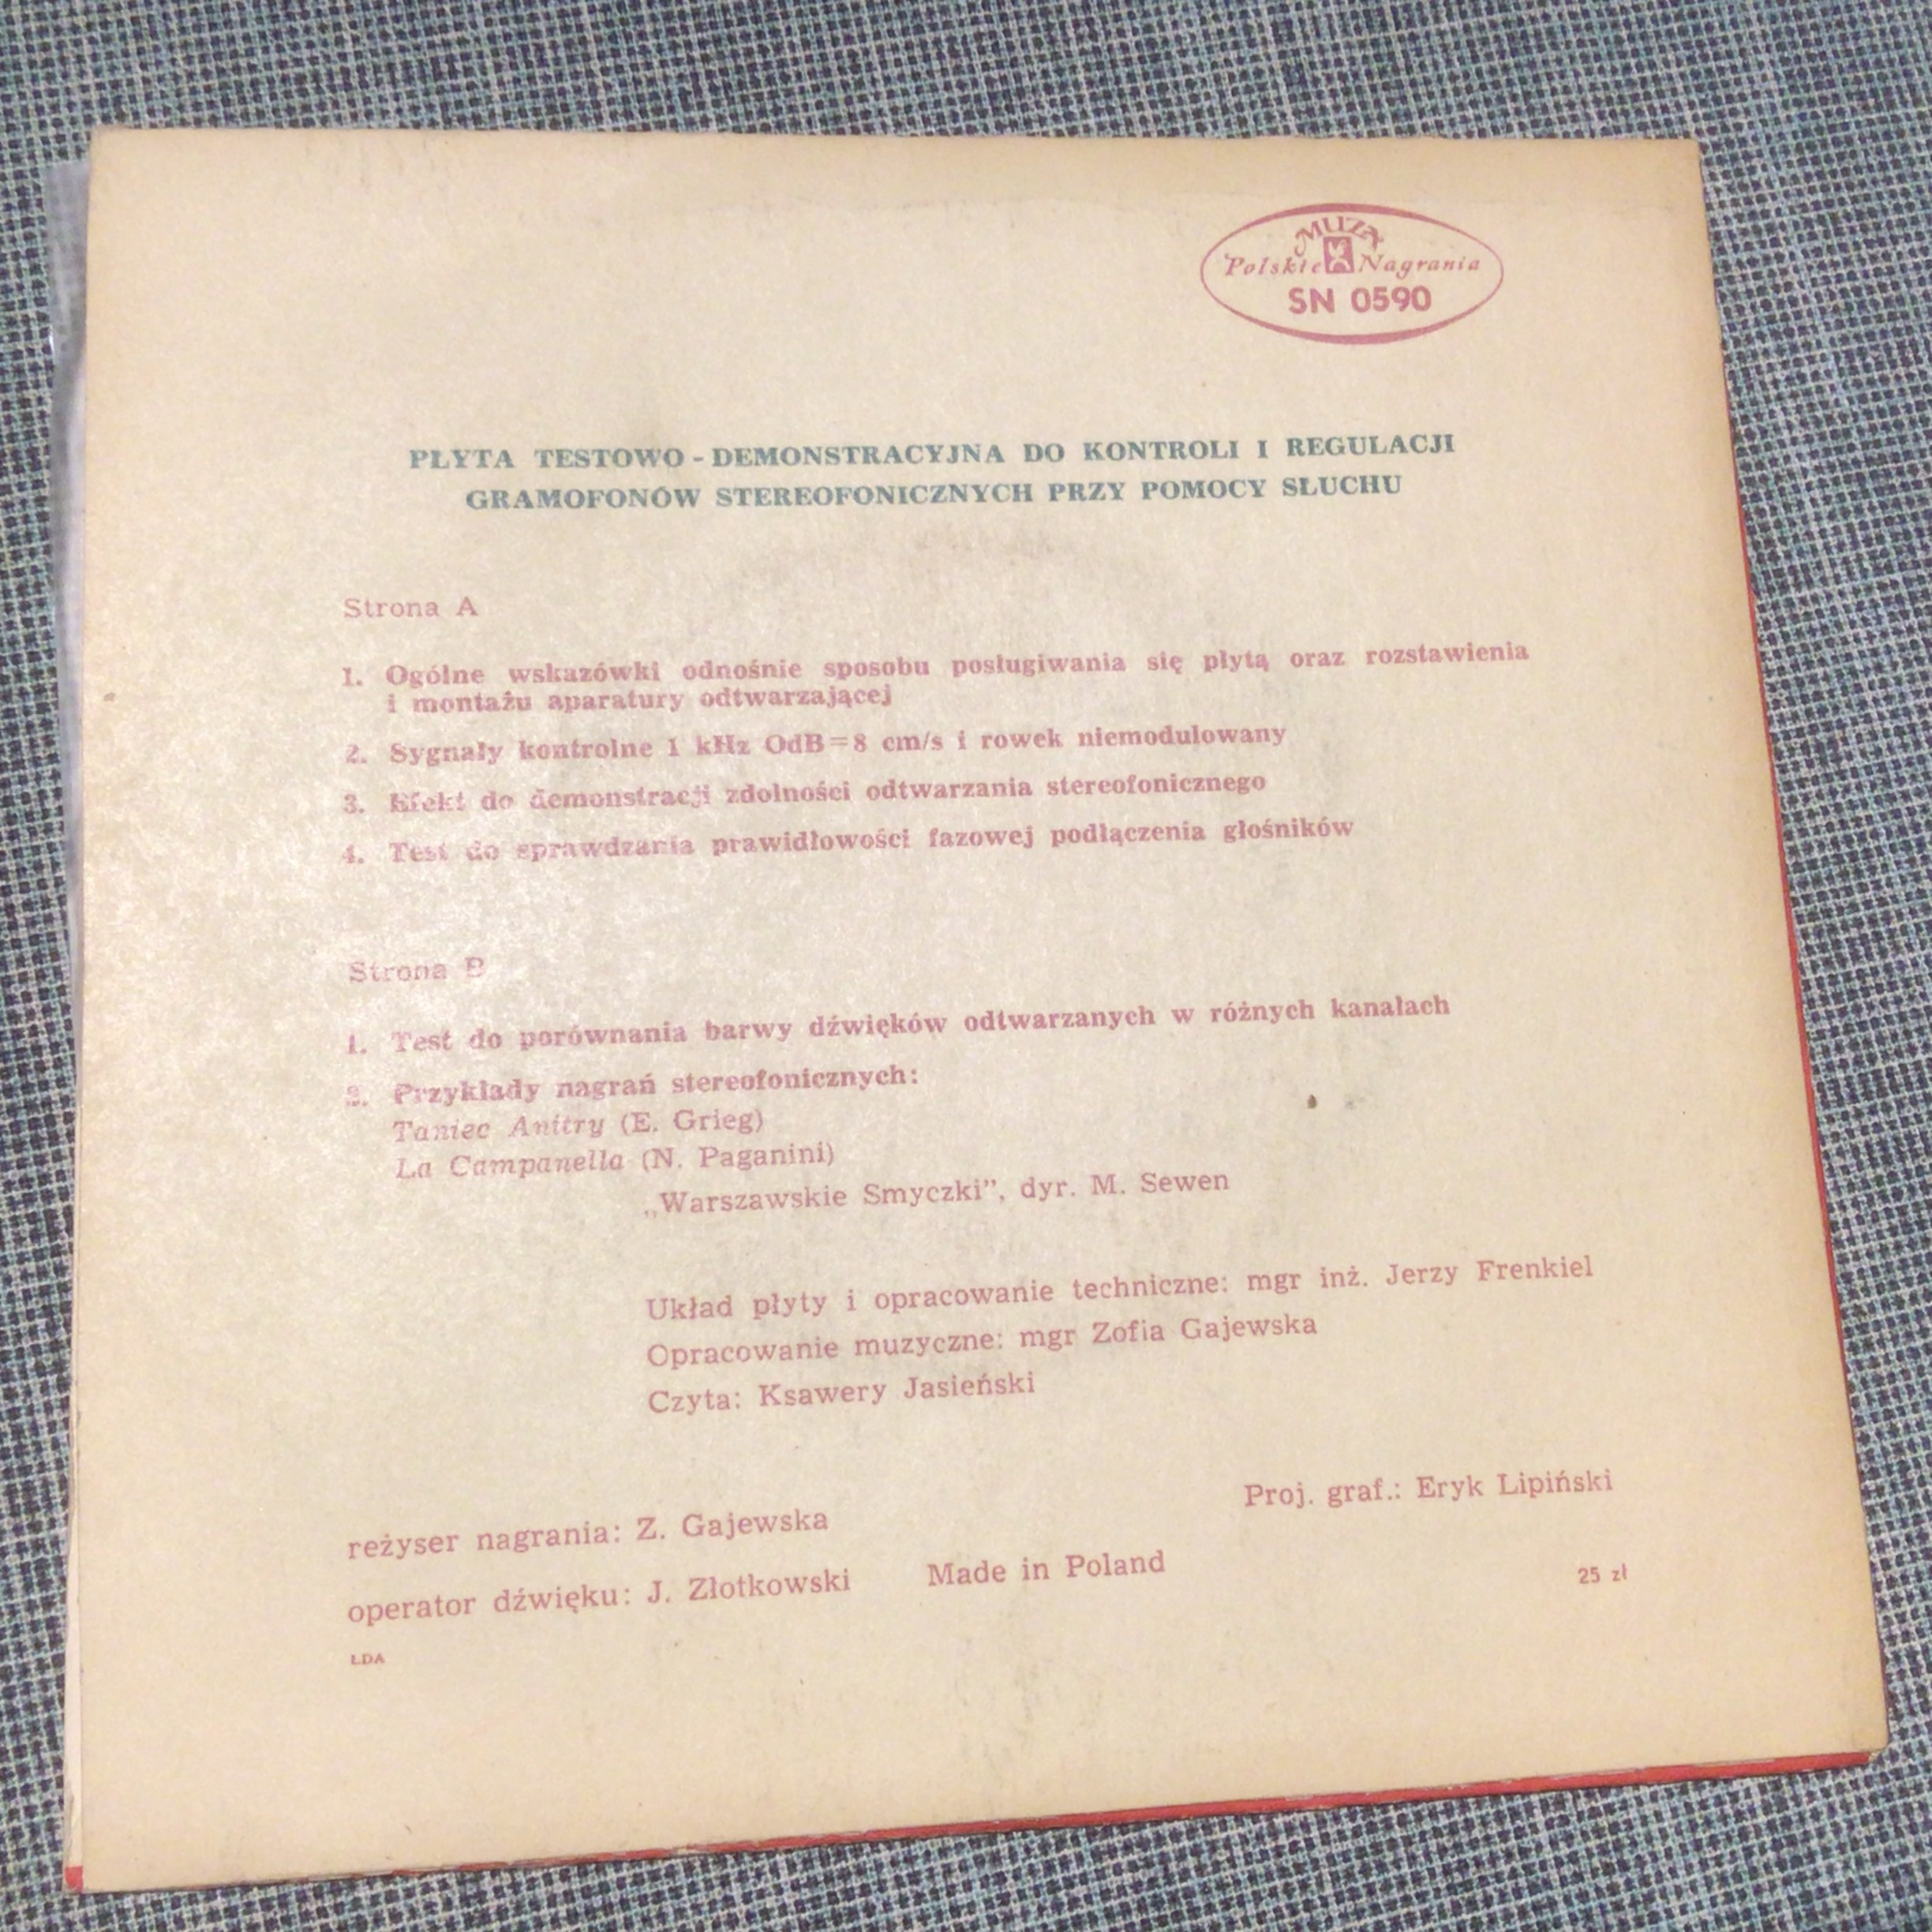 MUZA
Polskie Nagrania
SN 0590
PŁYTA TESTOWO-DEMONSTRACYJNA DO KONTROLI I REGULACJI
GRAMOFONÓW STEREOFONICZNYCH PRZY POMOCY SŁUCHU
Strona A
1. Ogólne wskazówki odnośnie sposobu posługiwania się płytą oraz rozstawienia
i montażu aparatury odtwarzającej
2. Sygnały kontrolne 1 kHz OdB=8 cm/s i rowek niemodulowany
3. Efekt do demonstracji zdolności odtwarzania stereofonicznego
4. Test do sprawdzania prawidłowości fazowej podłączenia głośników
Strona B
1. Test do porównania barwy dźwięków odtwarzanych w różnych kanałach
2. Przykłady nagrań stereofonicznych:
Taniec Anitry (E. Grieg)
La Campanella (N. Paganini)
„Warszawskie Smyczki”, dyr. M. Sewen
Układ płyty i opracowanie techniczne: mgr inż. Jerzy Frenkiel
Opracowanie muzyczne: mgr Zofia Gajewska
Czyta: Ksawery Jasieński
Proj. graf.: Eryk Lipiński
reżyser nagrania: Z. Gajewska
operator dźwięku: J. Złotkowski Made in Poland 25 zł
ŁDA